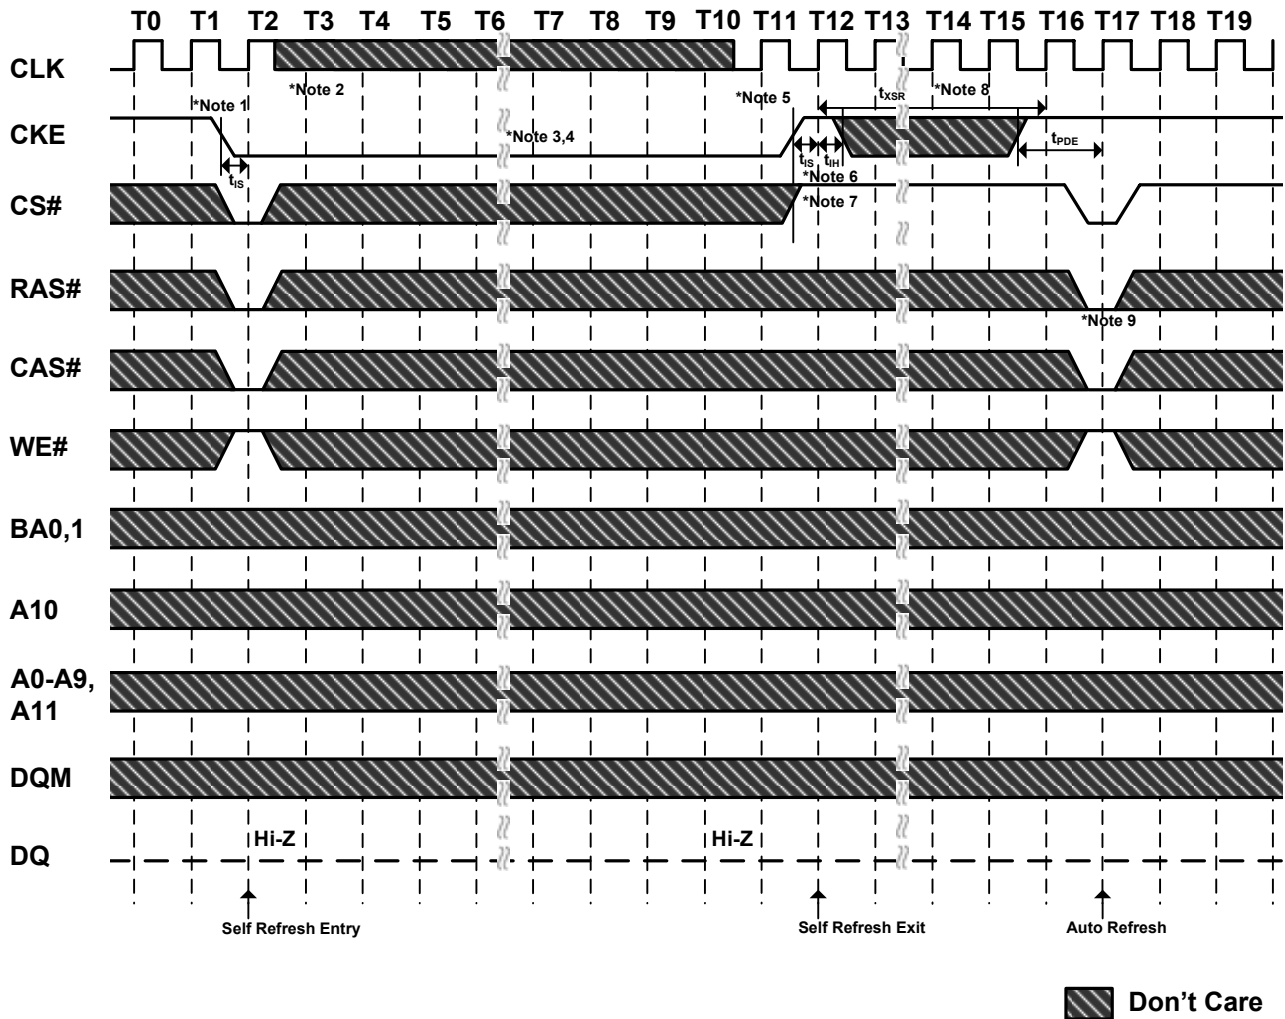 T0 T1 T2 T3 T4 T5 T6 T7 T8 T9 T10 T11 T12 T13 T14 T15 T16 T17 T18 T19
CLK
*Note 2
*Note 5
tXSR
*Note 8
*Note 1
CKE
*Note 3,4
tIS
tIS
tIH
tPDE
*Note 6
CS#
*Note 7
RAS#
*Note 9
CAS#
WE#
BA0,1
A10
A0-A9,
A11
DQM
Hi-Z
Hi-Z
DQ
Self Refresh Entry
Self Refresh Exit
Auto Refresh
Don't Care